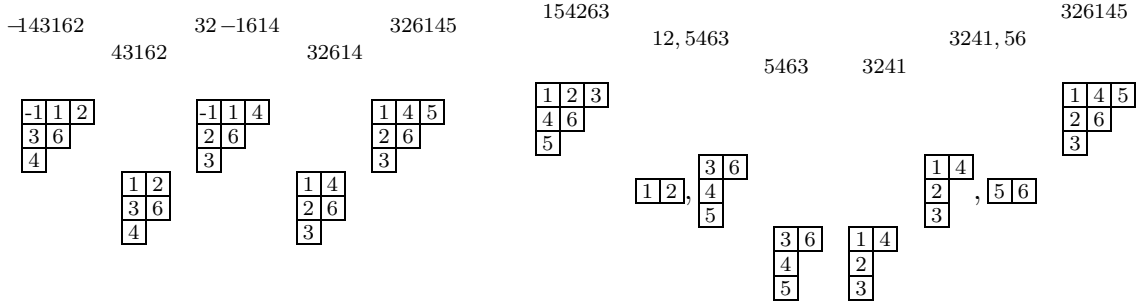 154263 326145
−143162 32−1614 326145
12, 5463 3241, 56
43162 32614
5463 3241
1 2 3 1 4 5
-1 1 2 -1 1 4 1 4 5
4 6 2 6
3 6 2 6 2 6
5 3
4 3 3
3 6 1 4
1 2 1 4
1 2 , 4 2 , 5 6
3 6 2 6
5 3
4 3
3 6 1 4
4 2
5 3